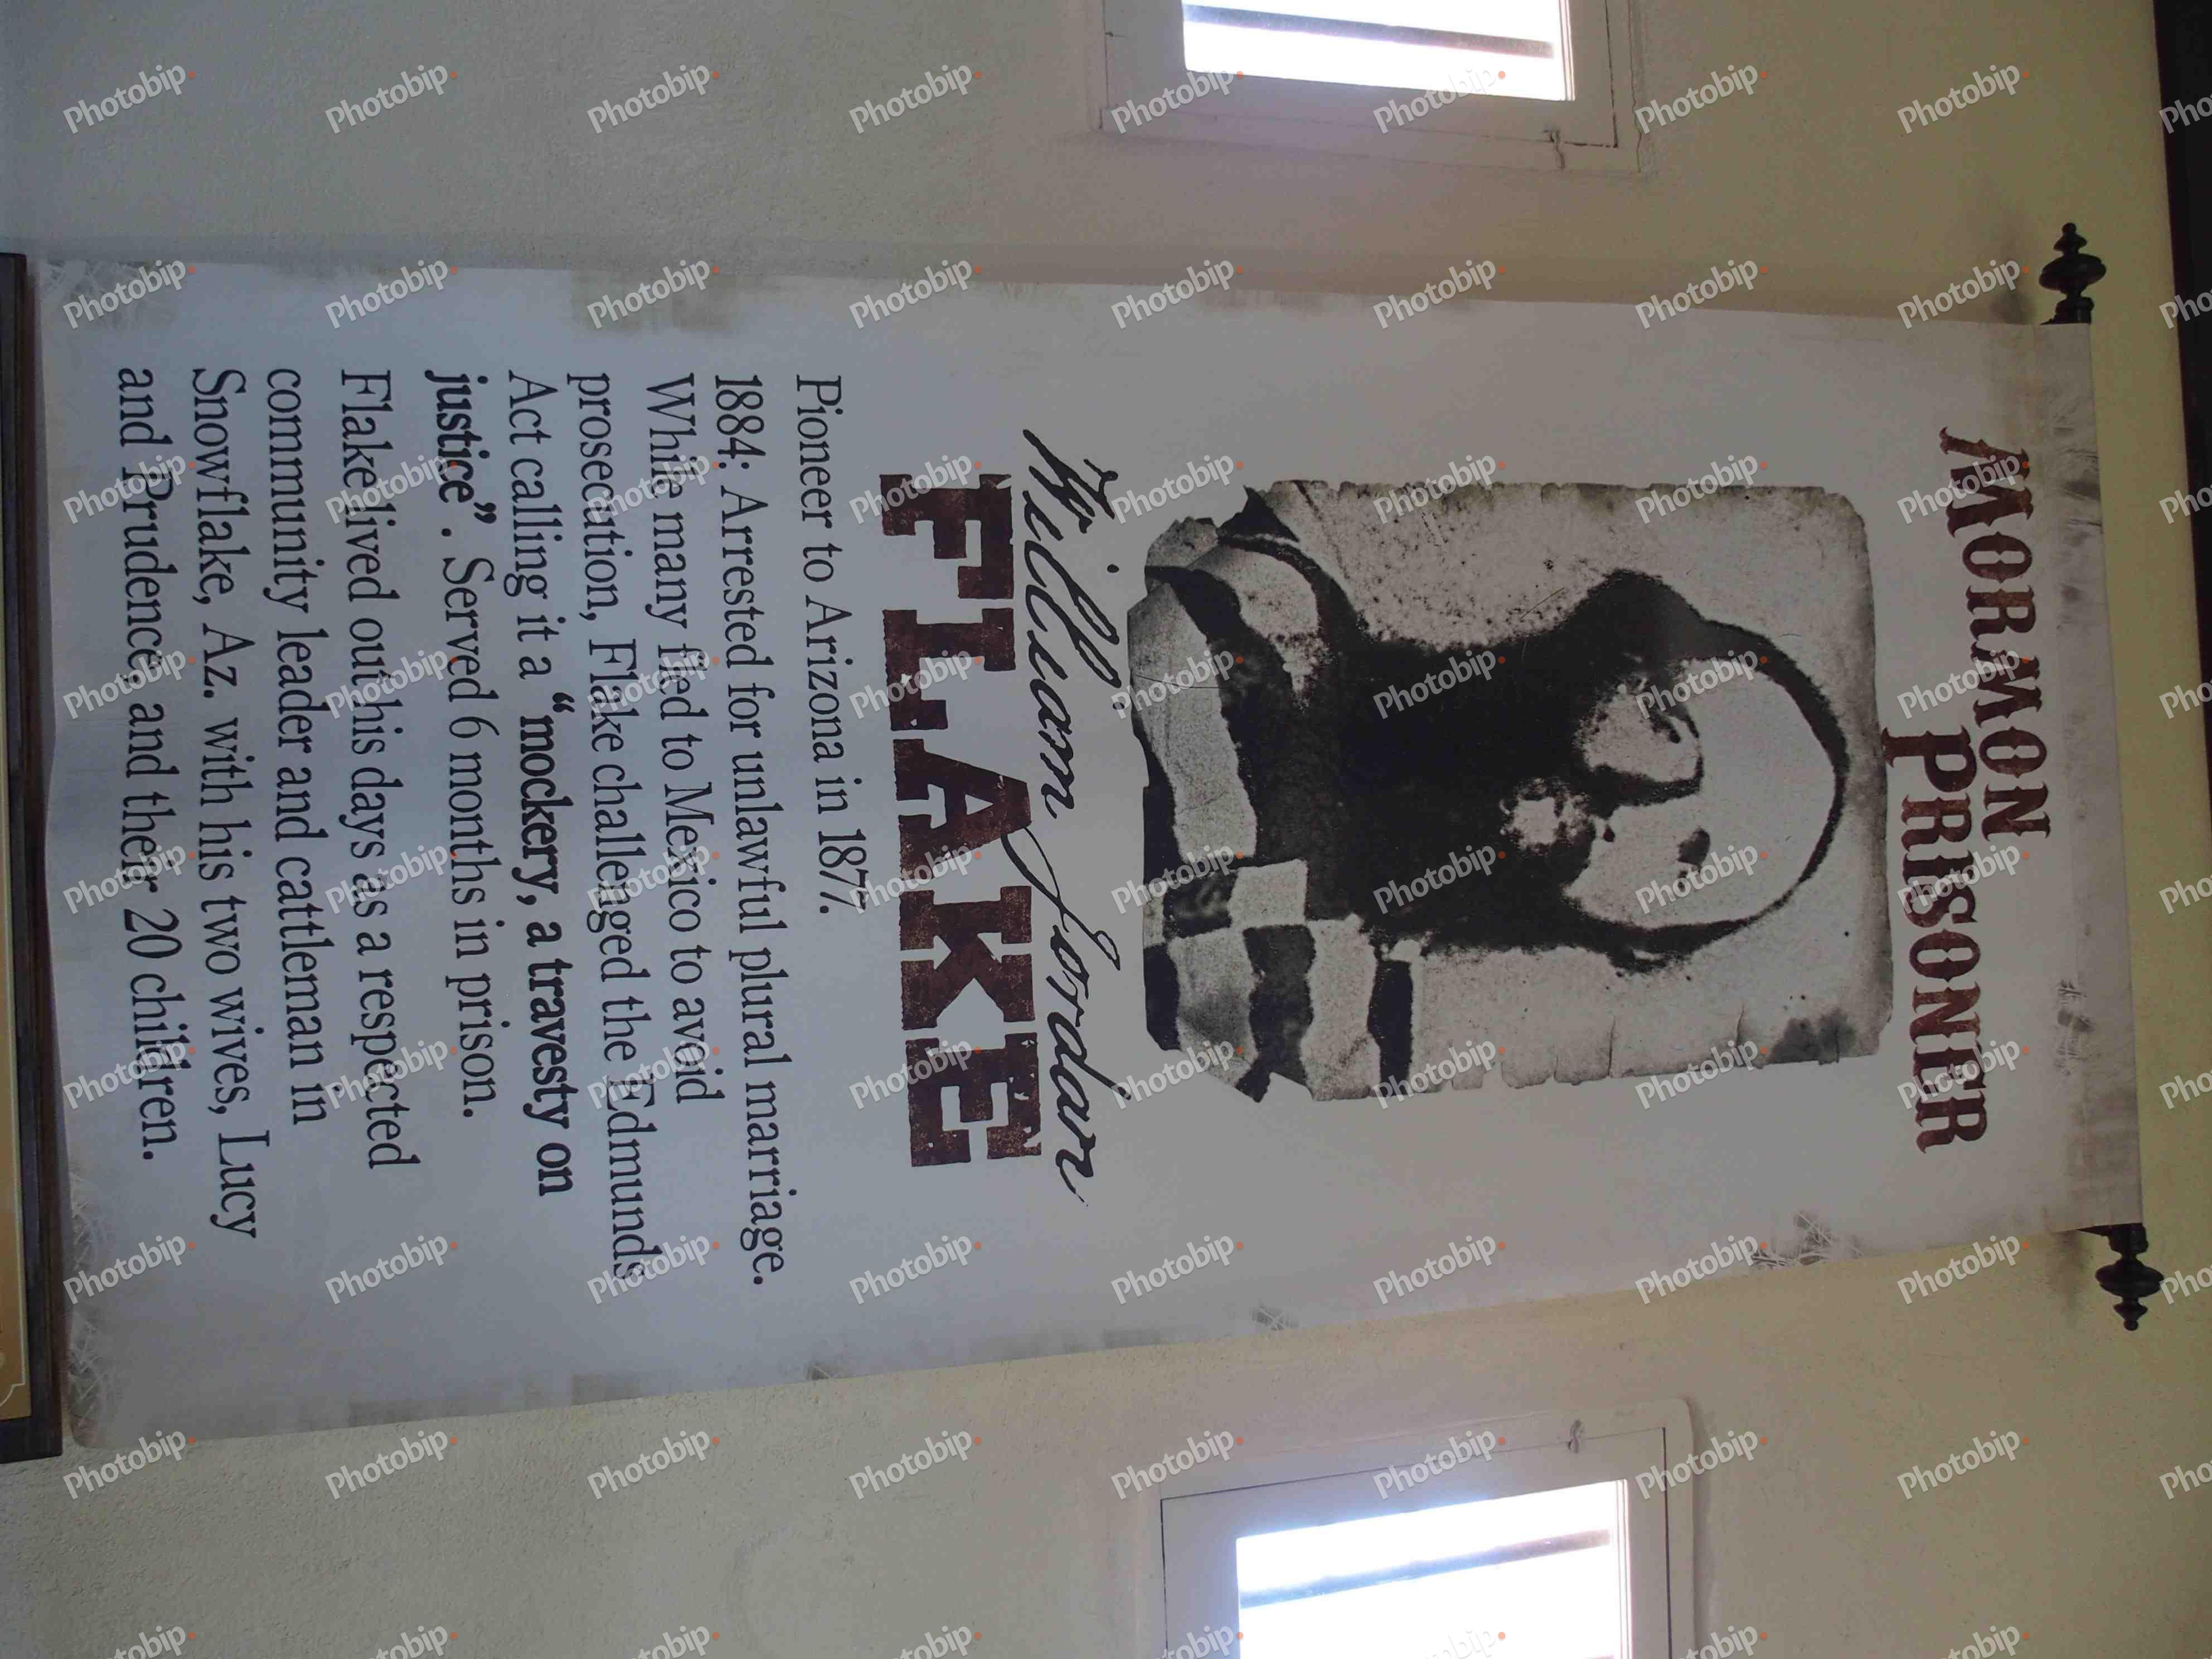 MORMON
PRISONER
William Jordan
FLAKE
Pioneer to Arizona in 1877.
1884: Arrested for unlawful plural marriage.
While many fled to Mexico to avoid
prosecution, Flake challenged the Edmunds
Act calling it a “mockery, a travesty on
justice”. Served 6 months in prison.
Flake lived out his days as a respected
community leader and cattleman in
Snowflake, Az. with his two wives, Lucy
and Prudence, and their 20 children.
Photobip